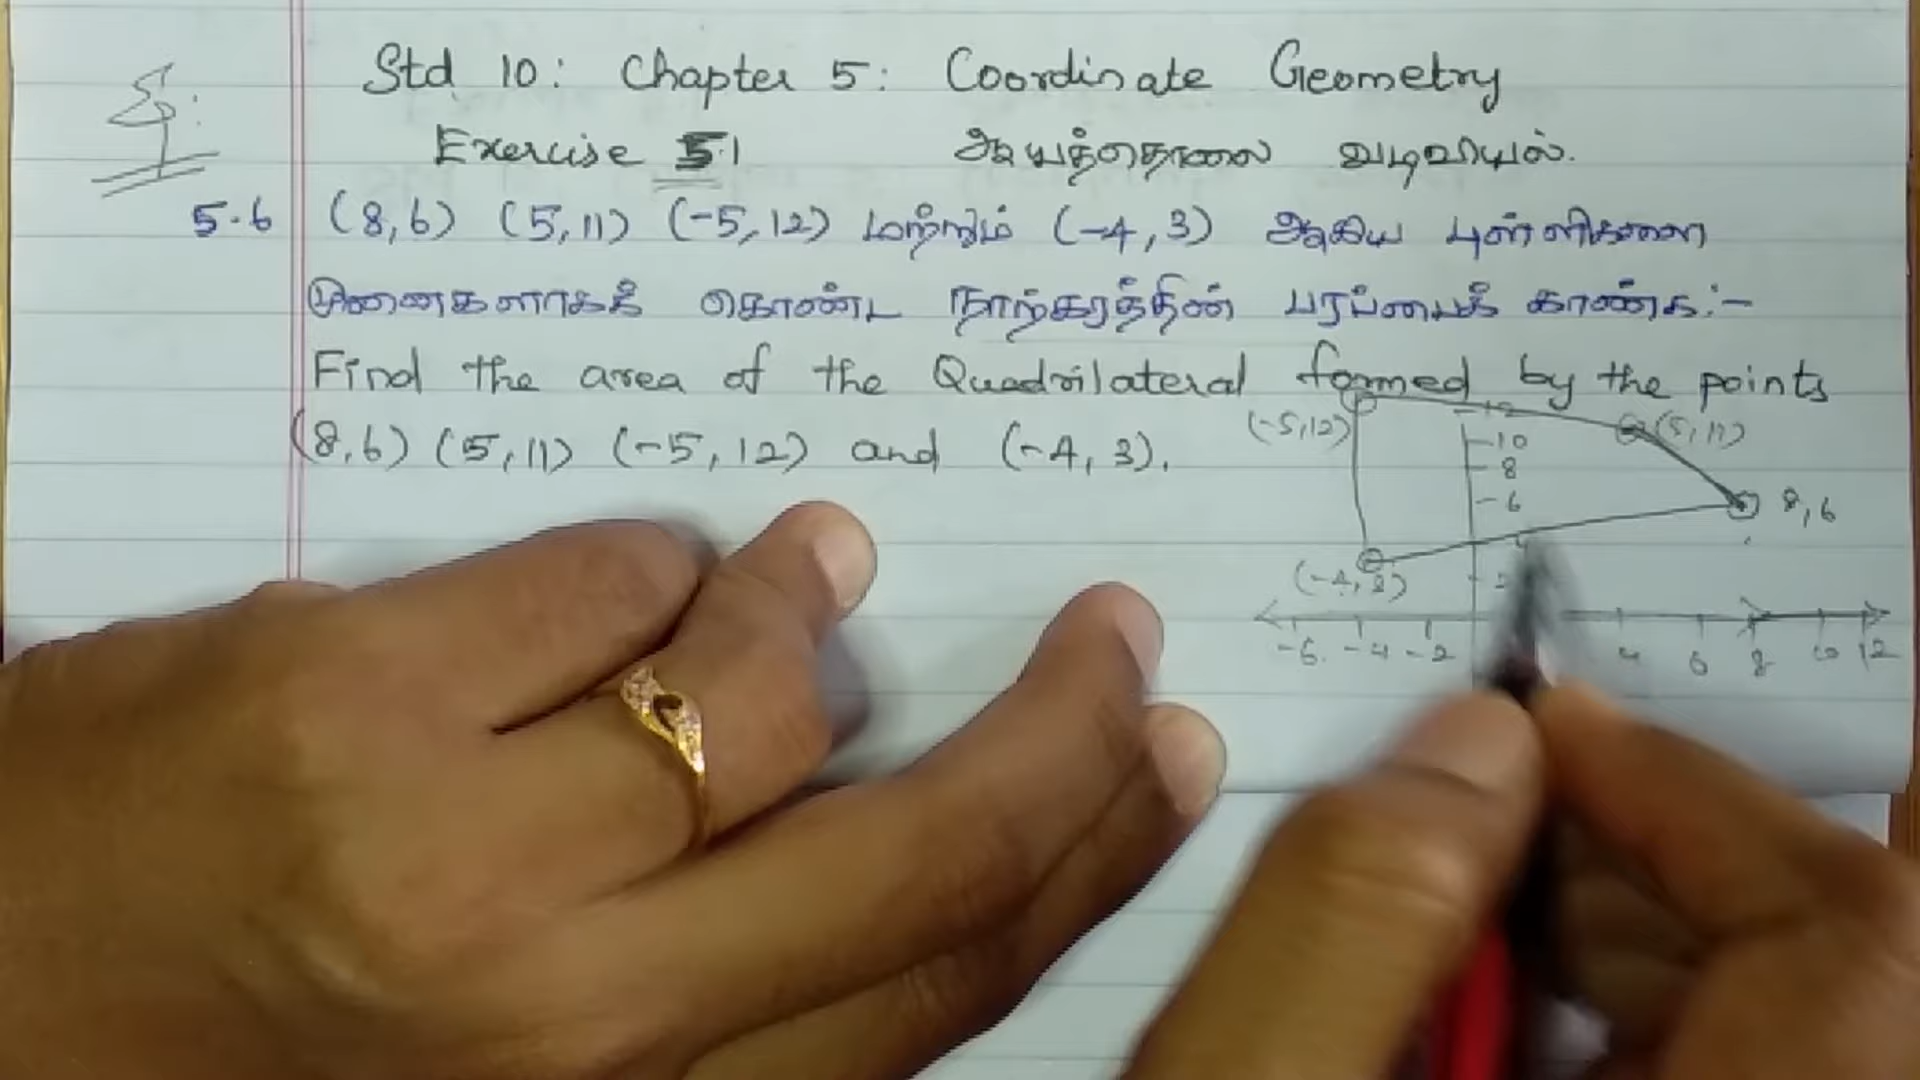 Std 10: Chapter 5: Coordinate Geometry
Exercise 5.1 ஆயத்தொலை வடிவியல்.
5.6 (8,6) (5,11) (-5,12) மற்றும் (-4,3) ஆகிய புள்ளிகளை
முனைகளாகக் கொண்ட நாற்கரத்தின் பரப்பைக் காண்க:-
Find the area of the Quadrilateral formed by the points
(8,6) (5,11) (-5,12) and (-4,3).
(-5,12) 12 (5,11)
10
8
6 8,6
4
(-4,3) 2
-6 -4 -2 4 6 8 10 12